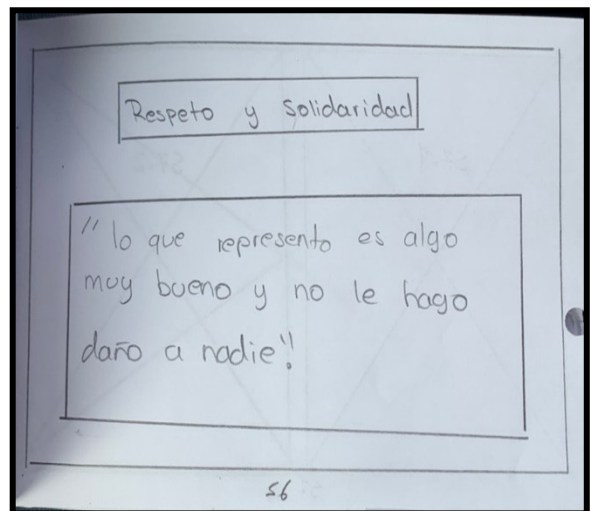 Respeto y Solidaridad
"lo que represento es algo
muy bueno y no le hago
daño a nadie"!
56